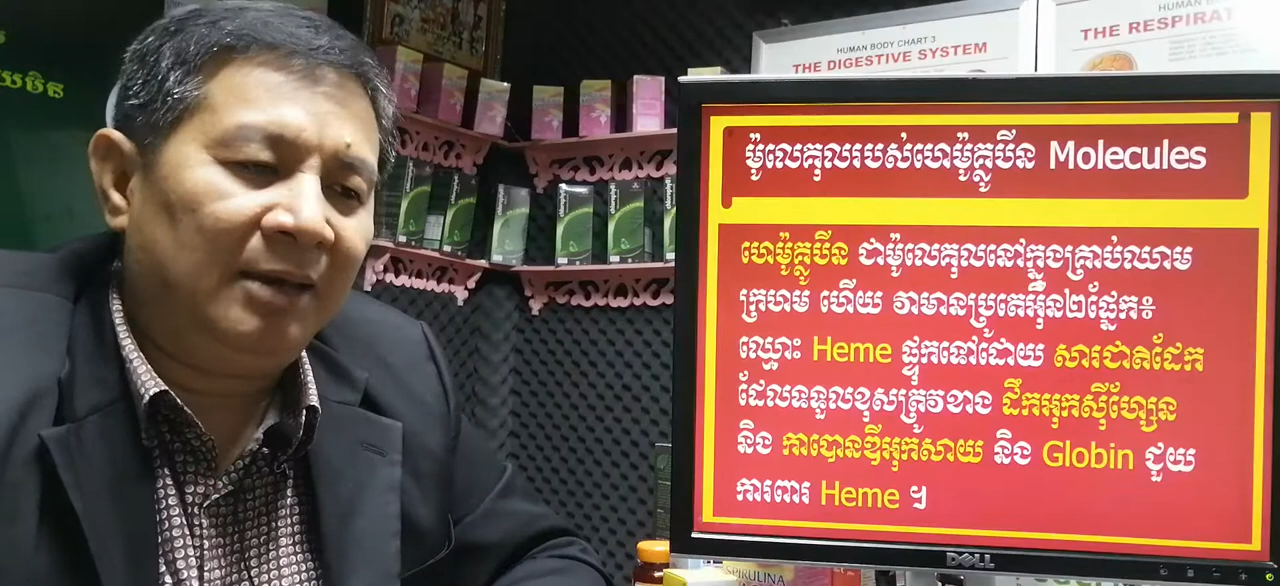 យមិត
HUMAN BODY CHART 3
THE DIGESTIVE SYSTEM
HUMAN B
THE RESPIRAT
ម៉ូលេគុលរបស់ហេម៉ូគ្លូប៊ីន Molecules
ហេម៉ូគ្លូប៊ីន ជាម៉ូលេគុលនៅក្នុងគ្រាប់ឈាម
ក្រហម ហើយ វាមានប្រូតេអ៊ីន២ផ្នែក៖
ឈ្មោះ Heme ផ្ទុកទៅដោយ សារជាតិដែក
ដែលទទួលខុសត្រូវខាង ដឹកអុកស៊ីហ្សែន
និង កាបោនឌីអុកសាយ និង Globin ជួយ
ការពារ Heme ។
DELL
SPIRULINA